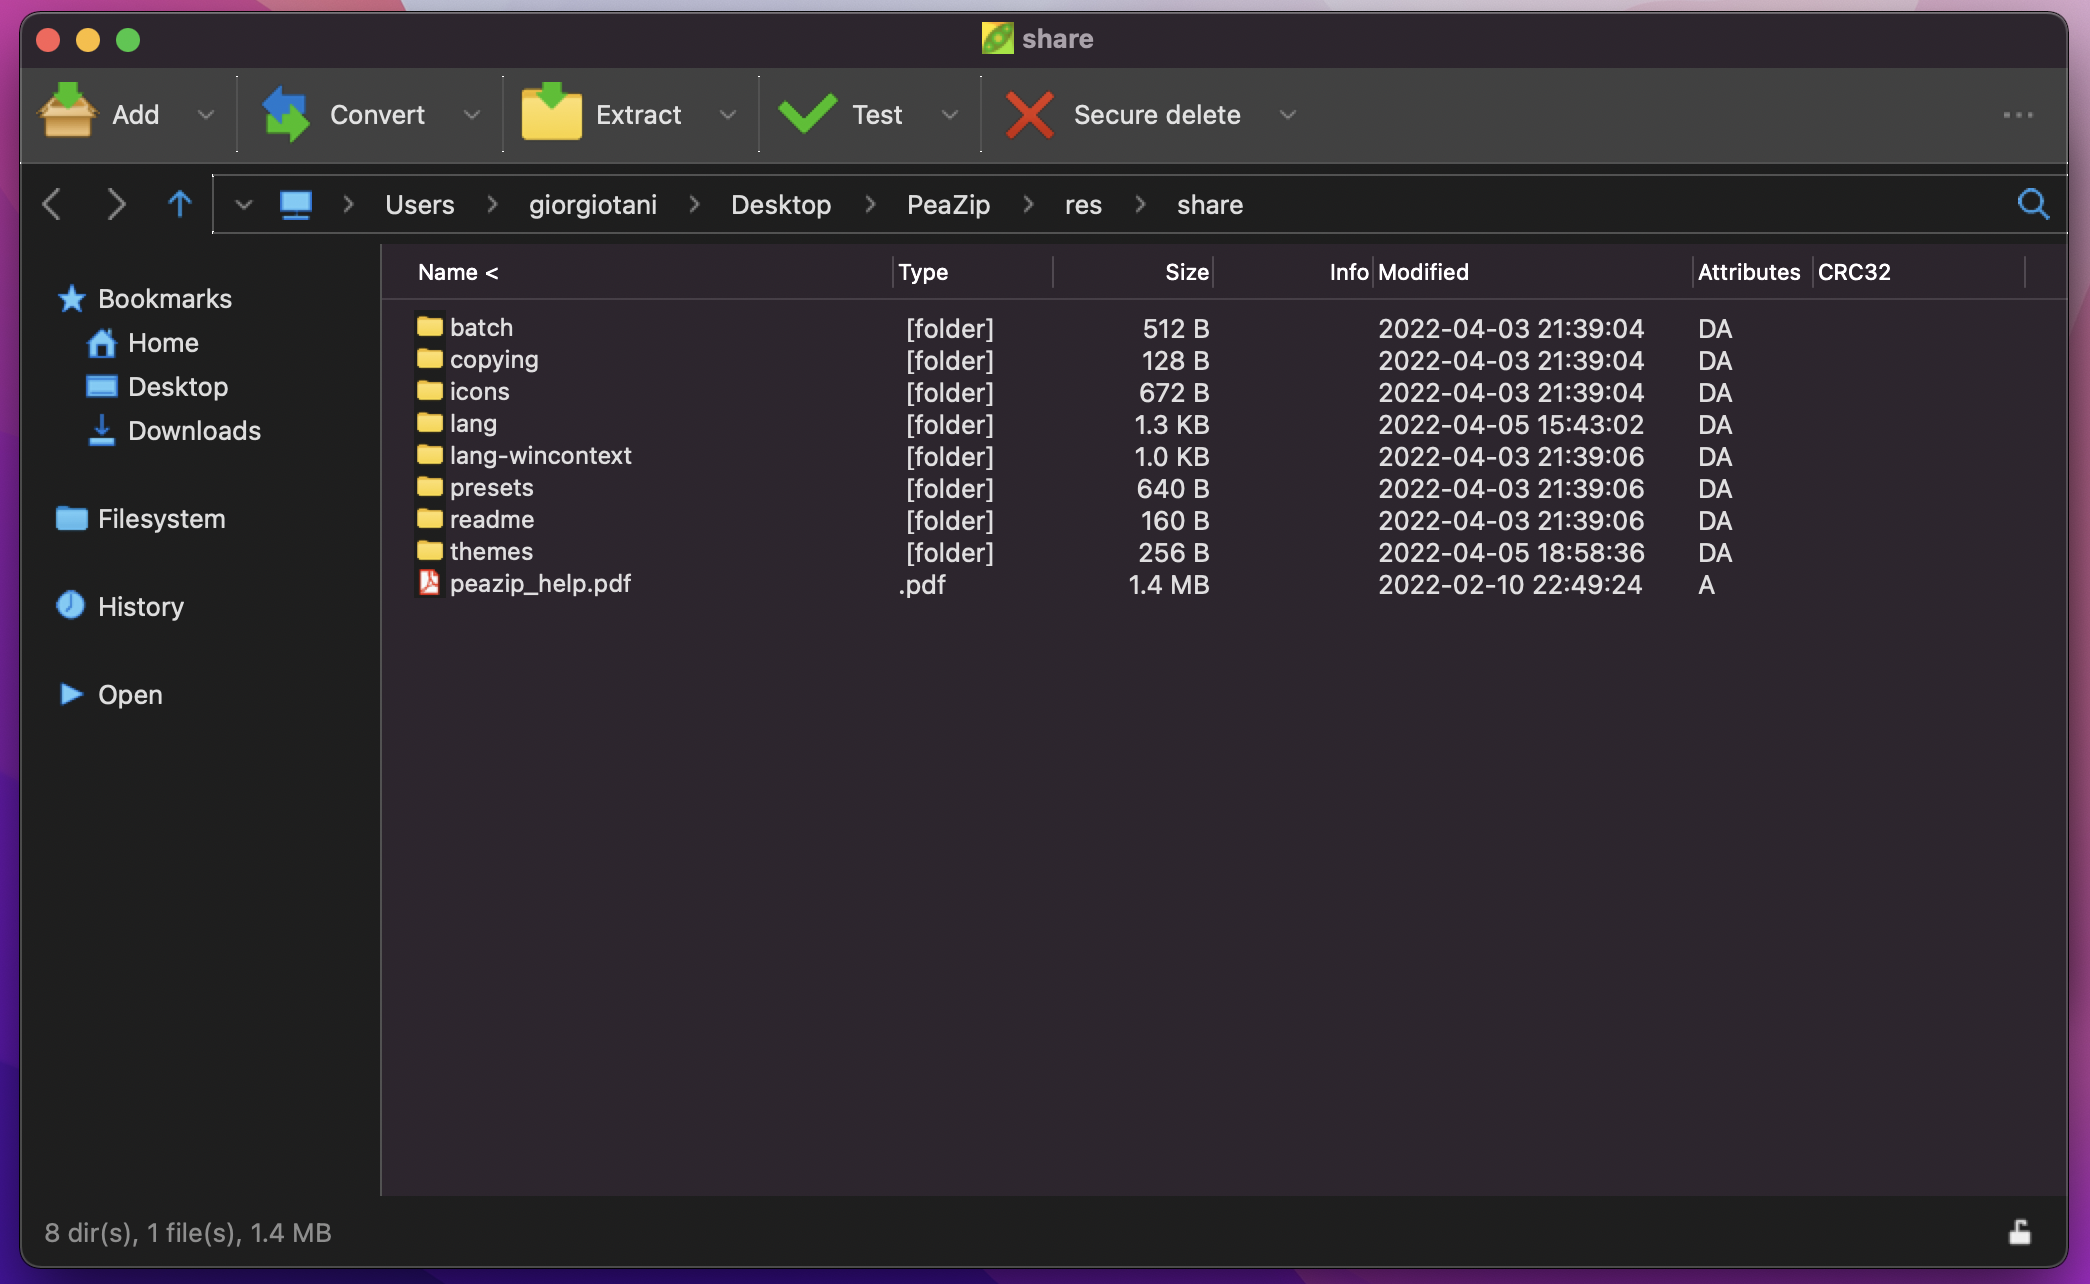 share
Add Convert Extract Test Secure delete ...
Users > giorgiotani > Desktop > PeaZip > res > share
Bookmarks
Home
Desktop
Downloads
Filesystem
History
Open
Name < Type Size Info Modified Attributes CRC32
batch [folder] 512 B 2022-04-03 21:39:04 DA
copying [folder] 128 B 2022-04-03 21:39:04 DA
icons [folder] 672 B 2022-04-03 21:39:04 DA
lang [folder] 1.3 KB 2022-04-05 15:43:02 DA
lang-wincontext [folder] 1.0 KB 2022-04-03 21:39:06 DA
presets [folder] 640 B 2022-04-03 21:39:06 DA
readme [folder] 160 B 2022-04-03 21:39:06 DA
themes [folder] 256 B 2022-04-05 18:58:36 DA
peazip_help.pdf .pdf 1.4 MB 2022-02-10 22:49:24 A
8 dir(s), 1 file(s), 1.4 MB